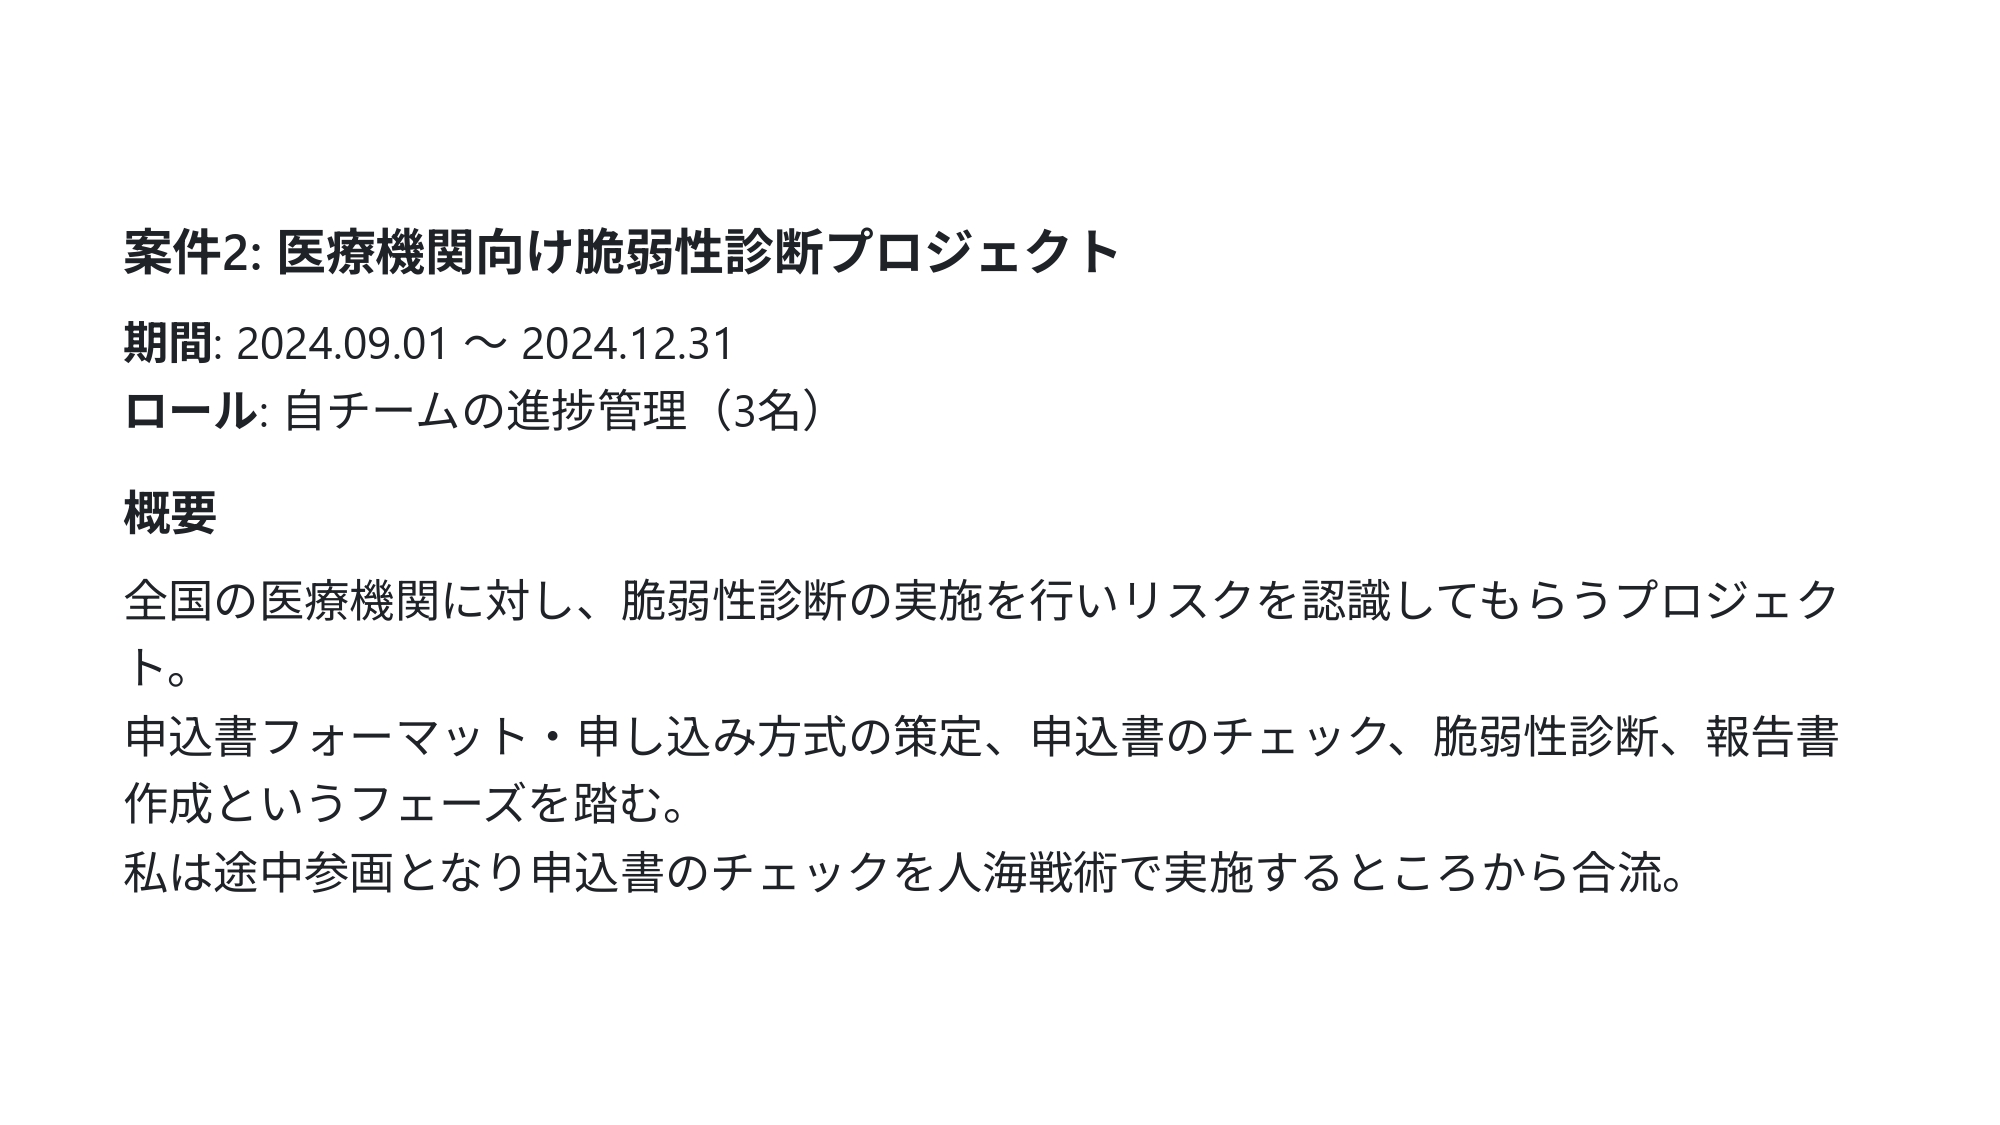 案件2: 医療機関向け脆弱性診断プロジェクト
期間: 2024.09.01 〜 2024.12.31
ロール: 自チームの進捗管理（3名）
概要
全国の医療機関に対し、脆弱性診断の実施を行いリスクを認識してもらうプロジェク
ト。
申込書フォーマット・申し込み方式の策定、申込書のチェック、脆弱性診断、報告書
作成というフェーズを踏む。
私は途中参画となり申込書のチェックを人海戦術で実施するところから合流。